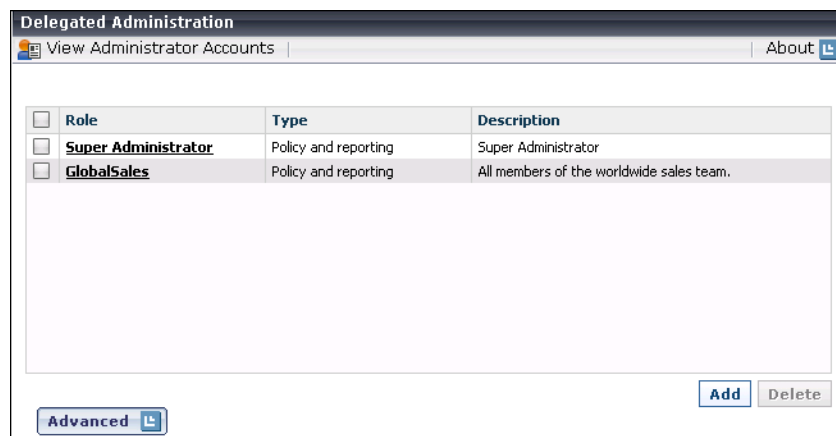 Delegated Administration
View Administrator Accounts | | About
Role Type Description
Super Administrator Policy and reporting Super Administrator
GlobalSales Policy and reporting All members of the worldwide sales team.
Add Delete
Advanced